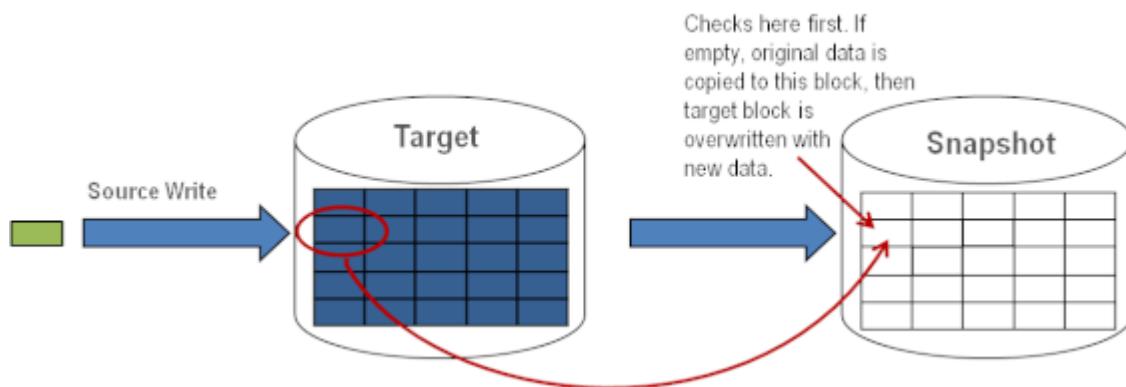 Checks here first. If
empty, original data is
copied to this block, then
target block is
overwritten with
new data.
Target
Snapshot
Source Write